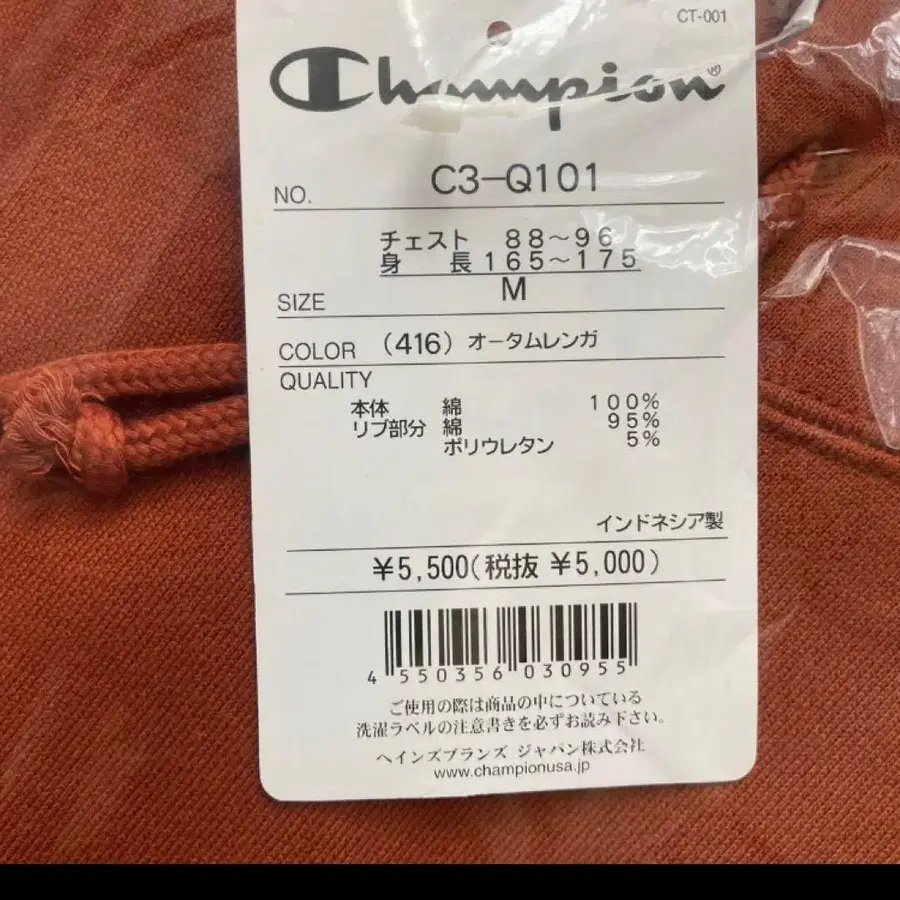 CT-001
Champion®
NO. C3-Q101
チェスト 88~96
身 長 165~175
SIZE M
COLOR (416) オータムレンガ
QUALITY
本体 綿 100%
リブ部分 綿 95%
ポリウレタン 5%
インドネシア製
¥5,500(税抜 ¥5,000)
4 550356 030955
ご使用の際は商品の中についている
洗濯ラベルの注意書きを必ずお読み下さい。
ヘインズブランズ ジャパン株式会社
www.championusa.jp